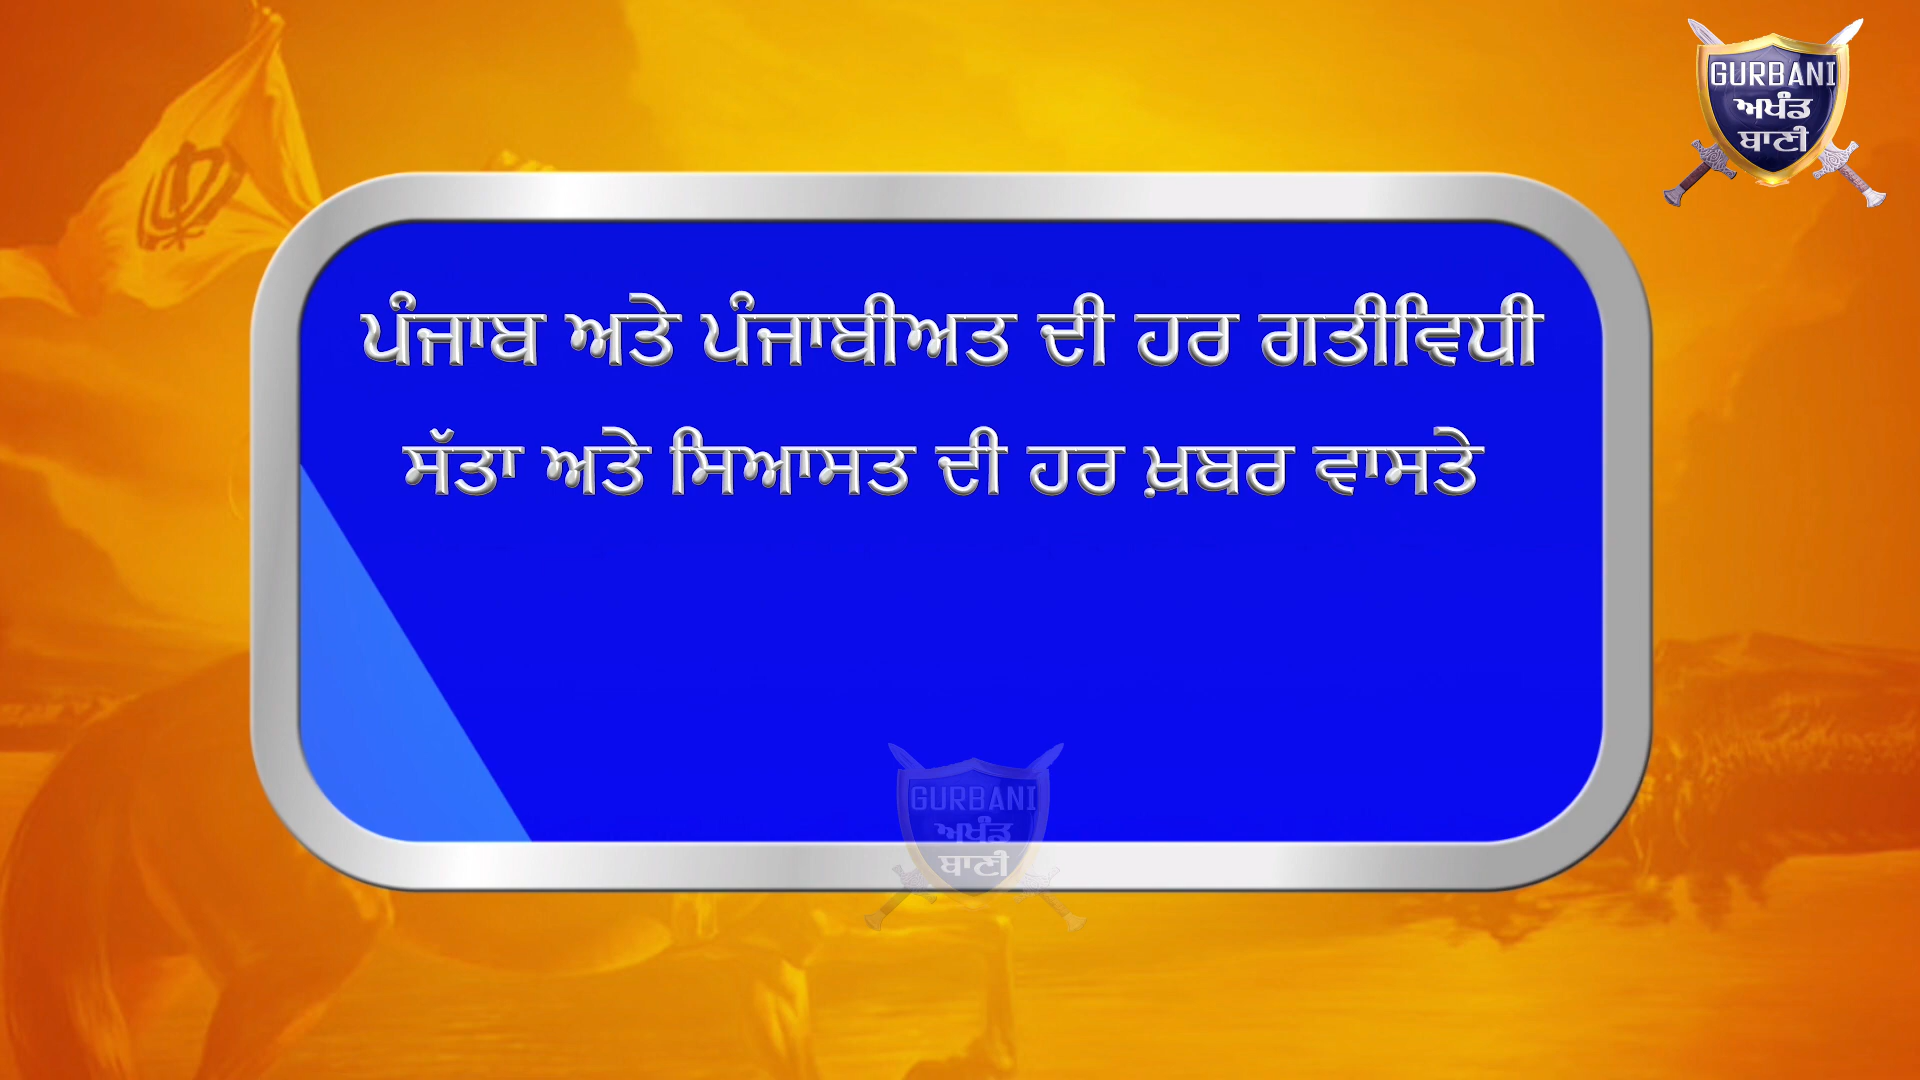 GURBANI
ਅਖੰਡ
ਬਾਣੀ
ਪੰਜਾਬ ਅਤੇ ਪੰਜਾਬੀਅਤ ਦੀ ਹਰ ਗਤੀਵਿਧੀ
ਸੱਤਾ ਅਤੇ ਸਿਆਸਤ ਦੀ ਹਰ ਖ਼ਬਰ ਵਾਸਤੇ
GURBANI
ਅਖੰਡ
ਬਾਣੀ